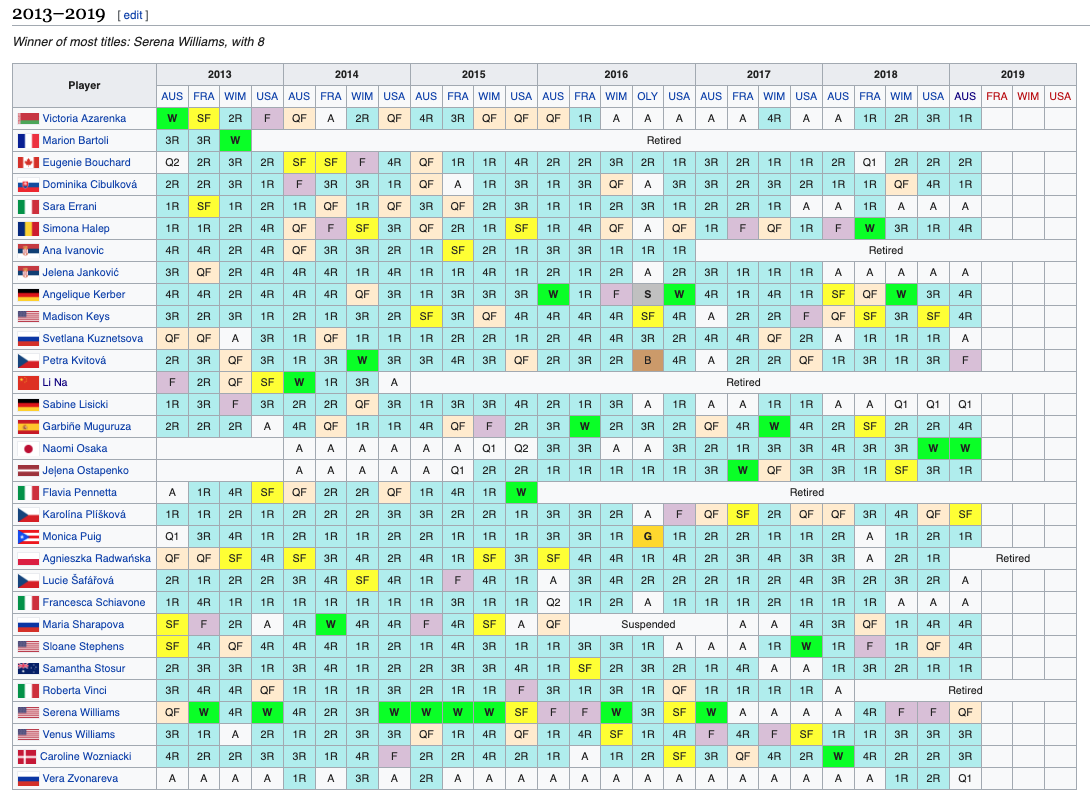 2013–2019 [ edit ]
Winner of most titles: Serena Williams, with 8
Player 2013 2014 2015 2016 2017 2018 2019
AUS FRA WIM USA AUS FRA WIM USA AUS FRA WIM USA AUS FRA WIM OLY USA AUS FRA WIM USA AUS FRA WIM USA AUS FRA WIM USA
Victoria Azarenka W SF 2R F QF A 2R QF 4R 3R QF QF QF 1R A A A A A 4R A A 1R 2R 3R 1R
Marion Bartoli 3R 3R W Retired
Eugenie Bouchard Q2 2R 3R 2R SF SF F 4R QF 1R 1R 4R 2R 2R 3R 2R 1R 3R 2R 1R 1R 2R Q1 2R 2R 2R
Dominika Cibulková 2R 2R 3R 1R F 3R 3R 1R QF A 1R 3R 1R 3R QF A 3R 3R 2R 3R 2R 1R 1R QF 4R 1R
Sara Errani 1R SF 1R 2R 1R QF 1R QF 3R QF 2R 3R 1R 1R 2R 3R 1R 2R 2R 1R A A 1R A A A
Simona Halep 1R 1R 2R 4R QF F SF 3R QF 2R 1R SF 1R 4R QF A QF 1R F QF 1R F W 3R 1R 4R
Ana Ivanovic 4R 4R 2R 4R QF 3R 3R 2R 1R SF 2R 1R 3R 3R 1R 1R 1R Retired
Jelena Janković 3R QF 2R 4R 4R 4R 1R 4R 1R 1R 4R 2R 2R 1R 2R A 2R 3R 1R 1R 1R A A A A A
Angelique Kerber 4R 4R 2R 4R 4R 4R QF 3R 1R 3R 3R 3R W 1R F S W 4R 1R 4R 1R SF QF W 3R 4R
Madison Keys 3R 2R 3R 1R 2R 1R 3R 2R SF 3R QF 4R 4R 4R 4R SF 4R A 2R 2R F QF SF 3R SF 4R
Svetlana Kuznetsova QF QF A 3R 1R QF 1R 1R 1R 2R 2R 1R 2R 4R 4R 3R 2R 4R 4R QF 2R A 1R 1R 1R A
Petra Kvitová 2R 3R QF 3R 1R 3R W 3R 3R 4R 3R QF 2R 3R 2R B 4R A 2R 2R QF 1R 3R 1R 3R F
Li Na F 2R QF SF W 1R 3R A Retired
Sabine Lisicki 1R 3R F 3R 2R 2R QF 3R 1R 3R 3R 4R 2R 1R 3R A 1R A A 1R 1R A A Q1 Q1 Q1
Garbiñe Muguruza 2R 2R 2R A 4R QF 1R 1R 4R QF F 2R 3R W 2R 3R 2R QF 4R W 4R 2R SF 2R 2R 4R
Naomi Osaka A A A A A A Q1 Q2 3R 3R A A 3R 2R 1R 3R 3R 4R 3R 3R W W
Jeļena Ostapenko A A A A A Q1 2R 2R 1R 1R 1R 1R 1R 3R W QF 3R 3R 1R SF 3R 1R
Flavia Pennetta A 1R 4R SF QF 2R 2R QF 1R 4R 1R W Retired
Karolína Plíšková 1R 1R 2R 1R 2R 2R 2R 3R 3R 2R 2R 1R 3R 1R 2R A F QF SF 2R QF QF 3R 4R QF SF
Monica Puig Q1 3R 4R 1R 2R 1R 1R 2R 1R 1R 1R 2R 3R 3R 1R G 1R 2R 2R 1R 2R 2R A 1R 2R 1R
Agnieszka Radwańska QF QF SF 4R SF 3R 4R 2R 4R 1R SF 3R SF 4R 4R 1R 4R 2R 3R 4R 3R 3R A 2R 1R Retired
Lucie Šafářová 2R 1R 2R 2R 3R 4R SF 4R 1R F 4R 1R A 3R 4R 2R 2R 1R 2R 2R 4R 3R 2R 3R 2R A
Francesca Schiavone 1R 4R 1R 1R 1R 1R 1R 1R 1R 3R 1R 1R Q2 1R 2R A 1R 1R 1R 2R 1R 1R 1R A A A
Maria Sharapova SF F 2R A 4R W 4R 4R F 4R SF A QF Suspended A A 4R 3R QF 1R 4R 4R
Sloane Stephens SF 4R QF 4R 4R 4R 1R 2R 1R 4R 3R 1R 1R 3R 3R 1R A A A 1R W 1R F 1R QF 4R
Samantha Stosur 2R 3R 3R 1R 3R 4R 1R 2R 2R 3R 3R 4R 1R SF 2R 3R 2R 1R 4R A A 1R 3R 2R 1R 1R
Roberta Vinci 3R 4R 4R QF 1R 1R 1R 3R 2R 1R 1R F 3R 1R 3R 1R QF 1R 1R 1R 1R A Retired
Serena Williams QF W 4R W 4R 2R 3R W W W W SF F F W 3R SF W A A A A 4R F F QF
Venus Williams 3R 1R A 2R 1R 2R 3R 3R QF 1R 4R QF 1R 4R SF 1R 4R F 4R F SF 1R 1R 3R 3R 3R
Caroline Wozniacki 4R 2R 2R 3R 3R 1R 4R F 2R 2R 4R 2R 1R A 1R 2R SF 3R QF 4R 2R W 4R 2R 2R 3R
Vera Zvonareva A A A A 1R A 3R A 2R A A A A A A A A A A A A A A 1R 2R Q1